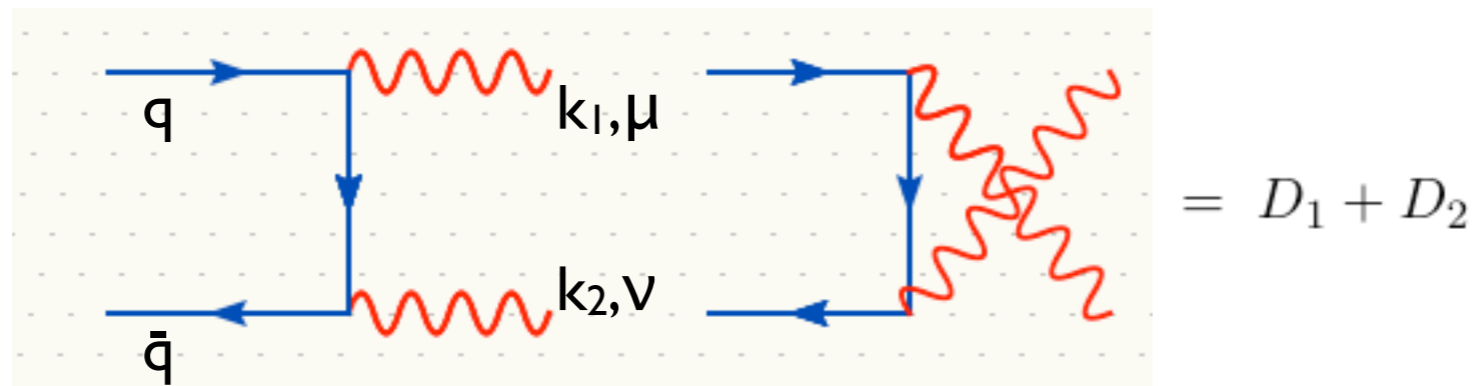 q
k₁,μ
= D₁ + D₂
k₂,ν
q̄